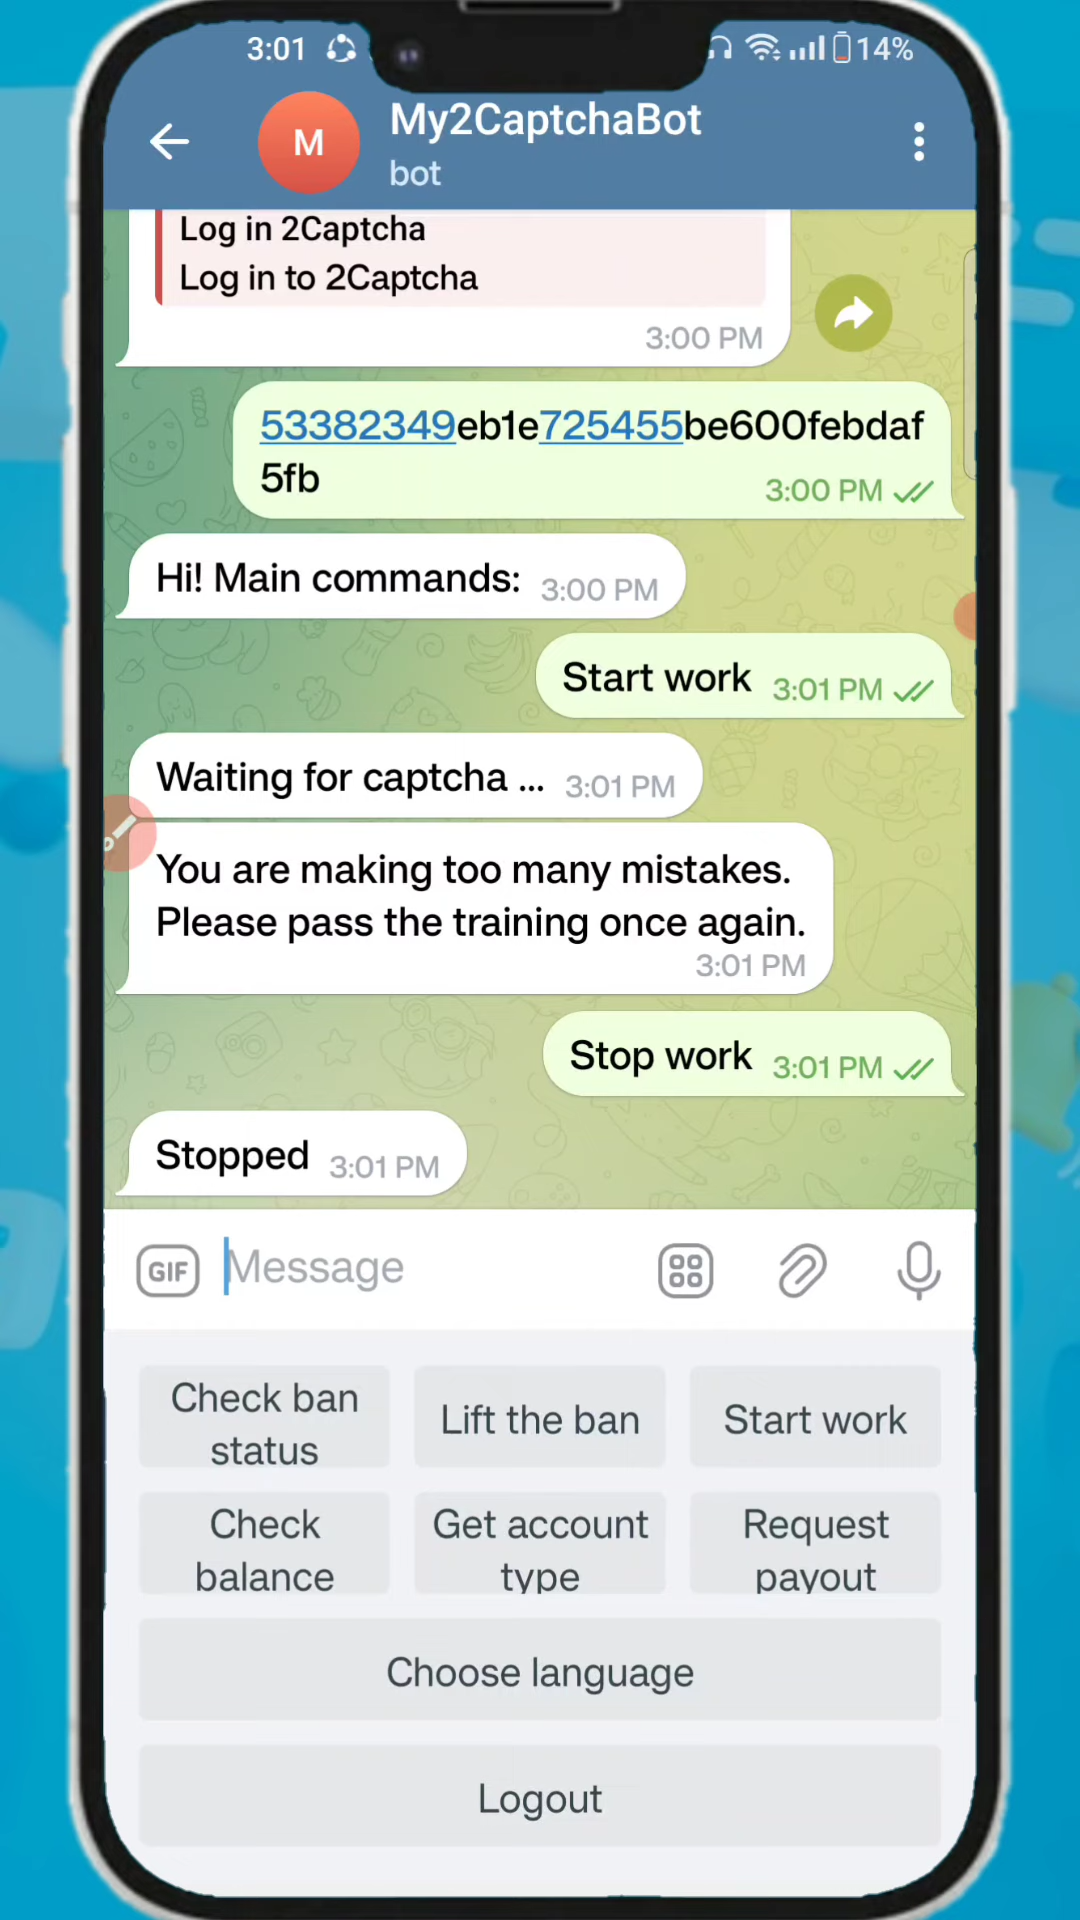 3:01
14%
My2CaptchaBot
M
bot
Log in 2Captcha
Log in to 2Captcha
3:00 PM
53382349eb1e725455be600febdaf
5fb
3:00 PM
Hi! Main commands:
3:00 PM
Start work
3:01 PM
Waiting for captcha ...
3:01 PM
You are making too many mistakes.
Please pass the training once again.
3:01 PM
Stop work
3:01 PM
Stopped
3:01 PM
GIF
Message
Check ban
status
Lift the ban
Start work
Check
balance
Get account
type
Request
payout
Choose language
Logout